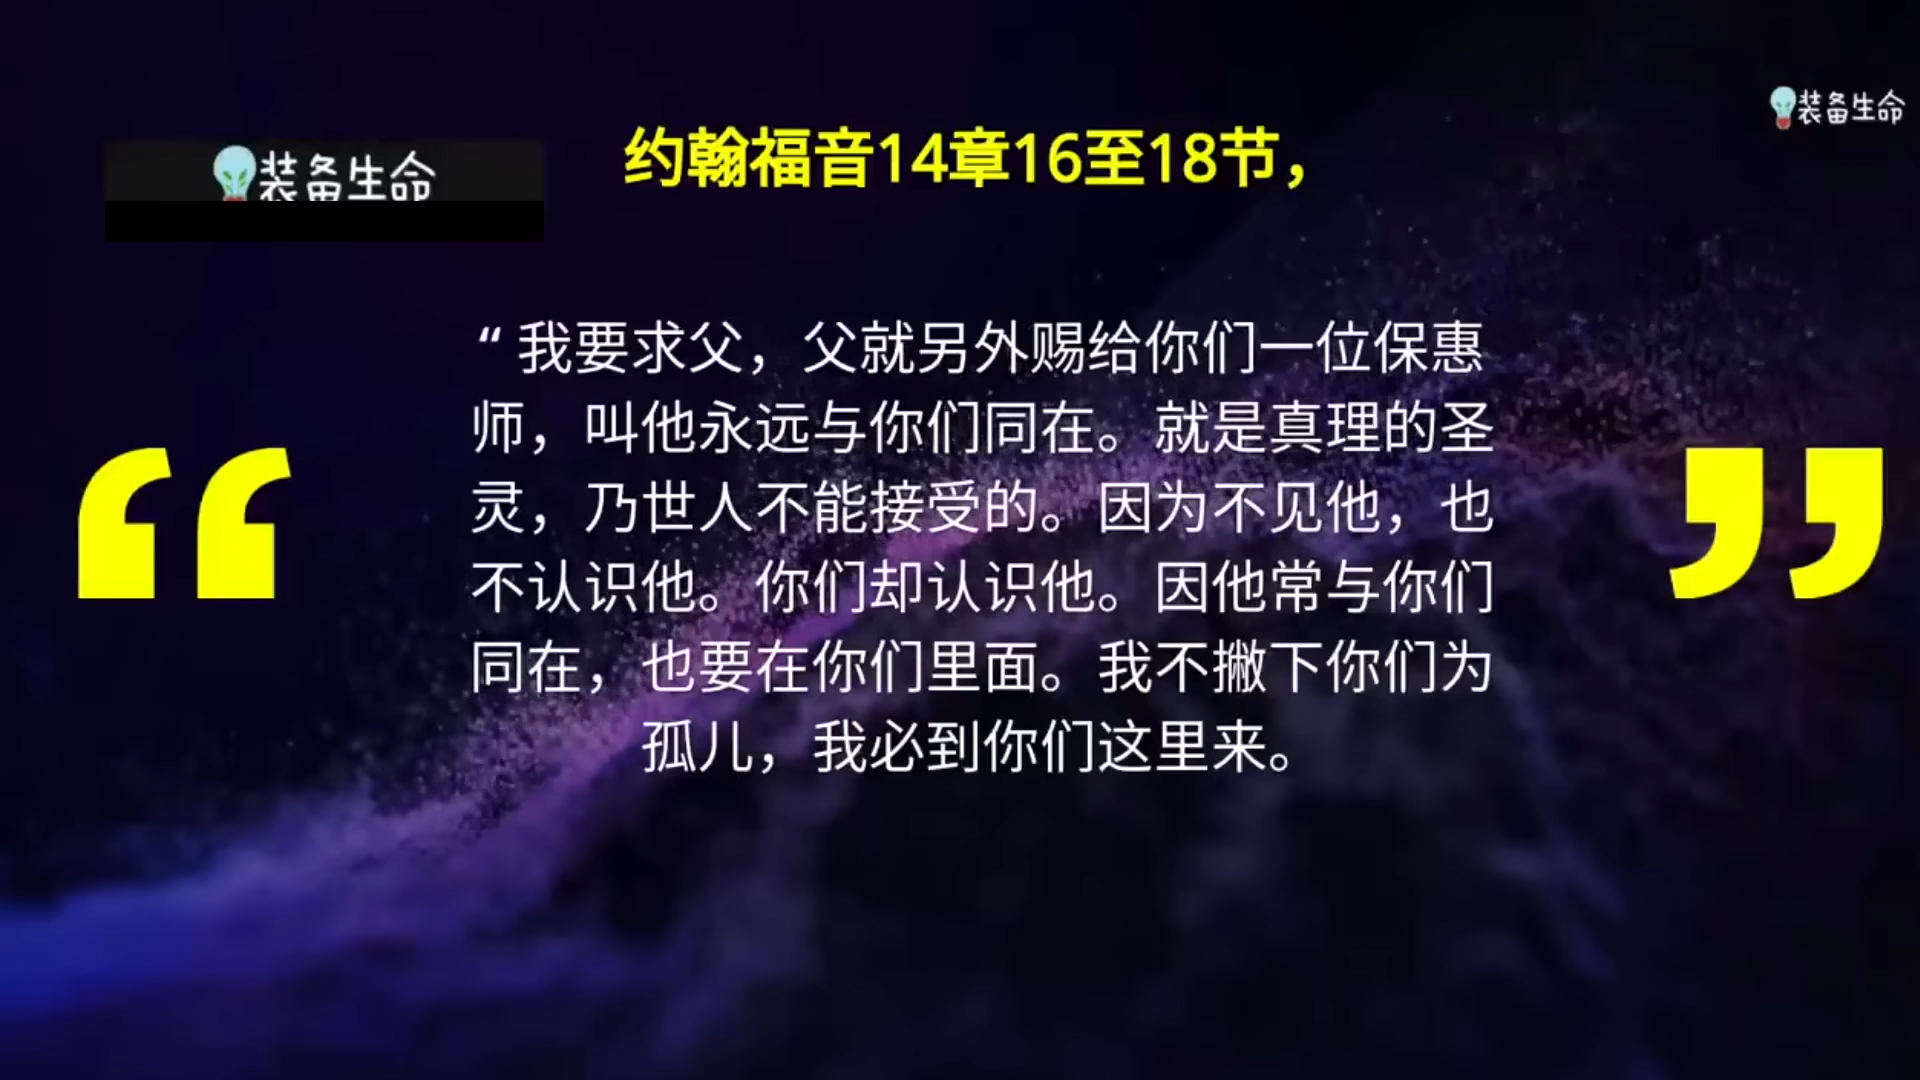 装备生命
约翰福音14章16至18节，
装备生命
“我要求父，父就另外赐给你们一位保惠
师，叫他永远与你们同在。就是真理的圣
灵，乃世人不能接受的。因为不见他，也
不认识他。你们却认识他。因他常与你们
同在，也要在你们里面。我不撇下你们为
孤儿，我必到你们这里来。
“ ”